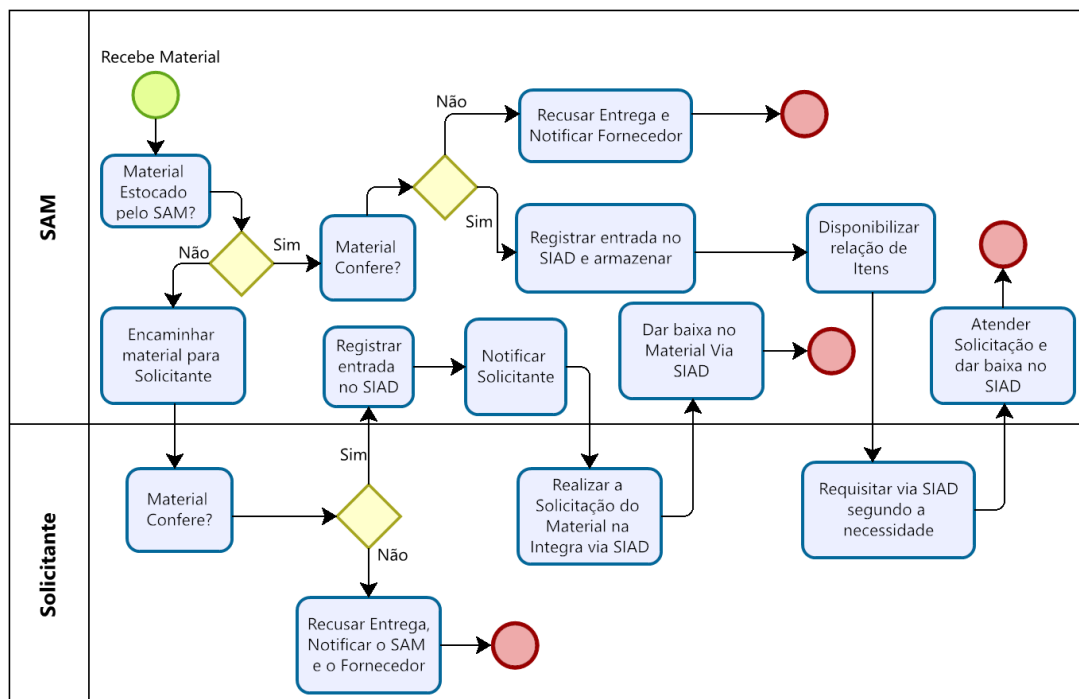 SAM
Recebe Material
Material
Estocado
pelo SAM?
Não
Sim
Encaminhar
material para
Solicitante
Material
Confere?
Não
Sim
Recusar Entrega e
Notificar Fornecedor
Registrar entrada no
SIAD e armazenar
Disponibilizar
relação de
Itens
Registrar
entrada
no SIAD
Notificar
Solicitante
Dar baixa no
Material Via
SIAD
Atender
Solicitação e
dar baixa no
SIAD
Solicitante
Material
Confere?
Sim
Não
Recusar Entrega,
Notificar o SAM
e o Fornecedor
Realizar a
Solicitação do
Material na
Integra via SIAD
Requisitar via SIAD
segundo a
necessidade